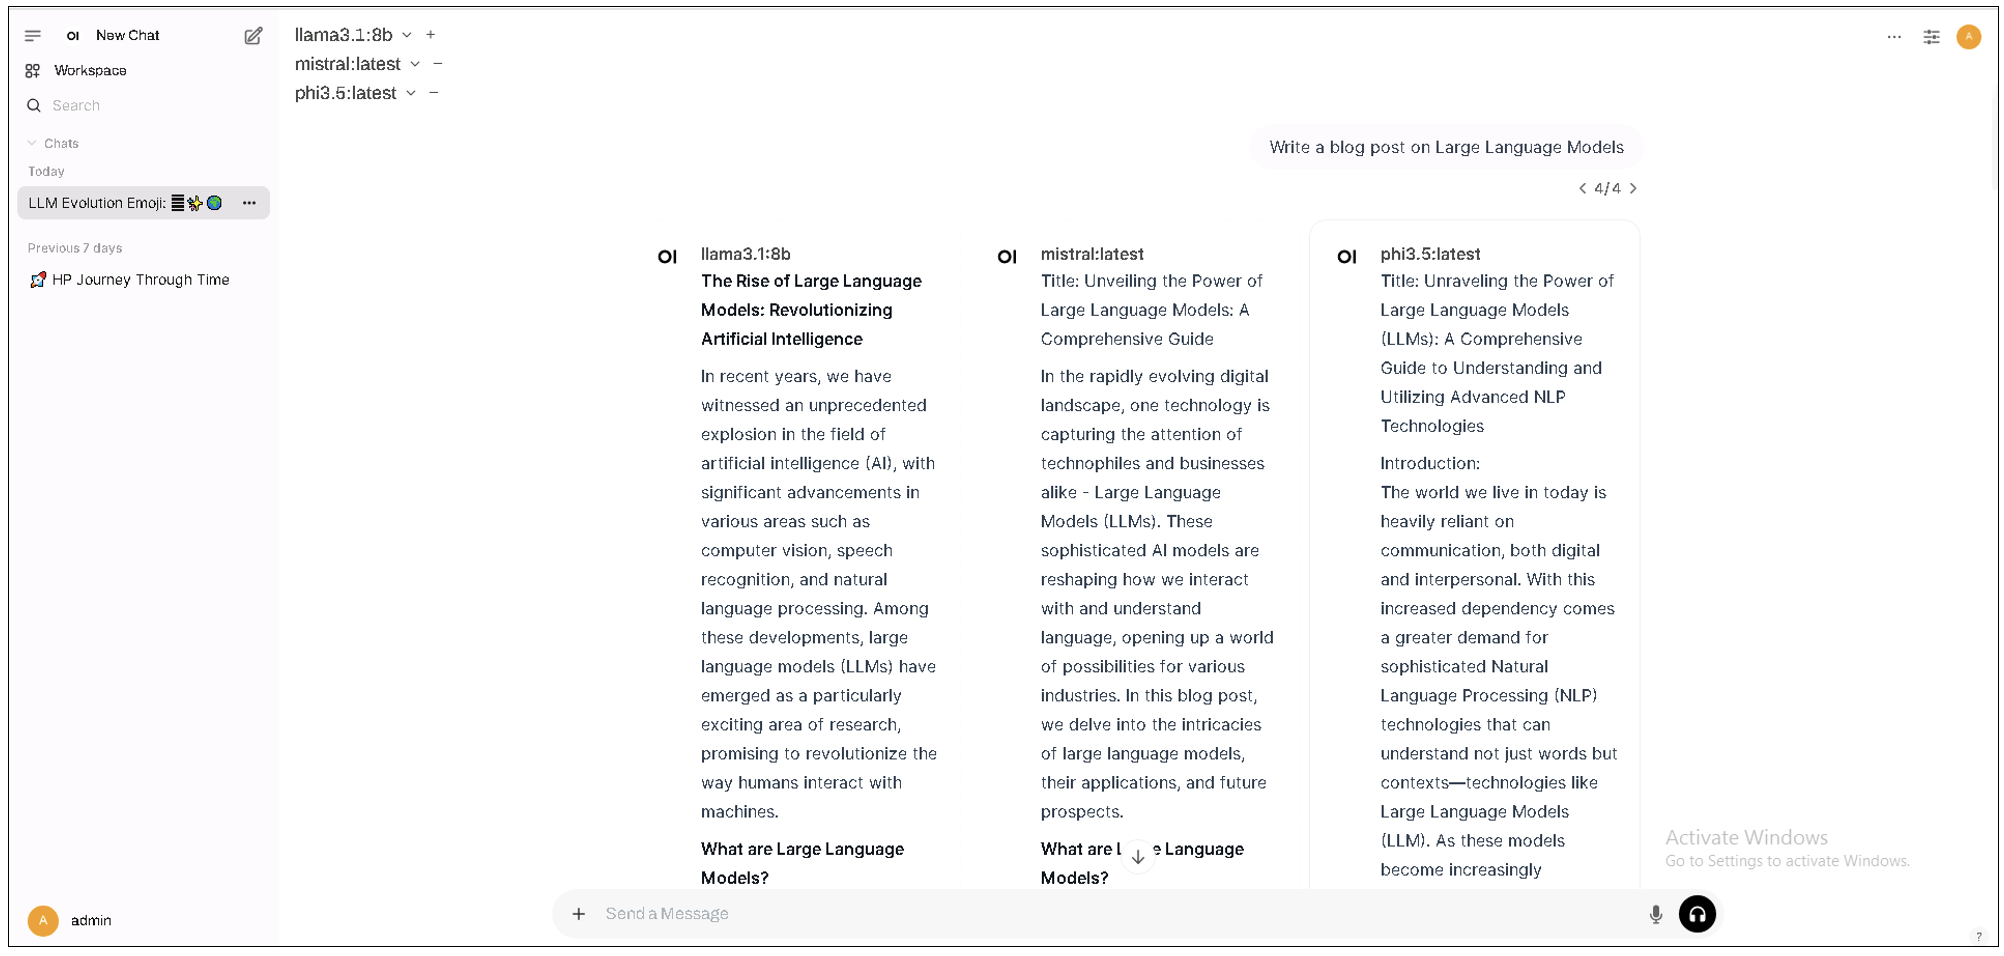 OI New Chat
Workspace
Search
Chats
Today
LLM Evolution Emoji:
Previous 7 days
HP Journey Through Time
A admin
llama3.1:8b
mistral:latest
phi3.5:latest
A
Write a blog post on Large Language Models
4/4
OI llama3.1:8b
The Rise of Large Language
Models: Revolutionizing
Artificial Intelligence
In recent years, we have
witnessed an unprecedented
explosion in the field of
artificial intelligence (AI), with
significant advancements in
various areas such as
computer vision, speech
recognition, and natural
language processing. Among
these developments, large
language models (LLMs) have
emerged as a particularly
exciting area of research,
promising to revolutionize the
way humans interact with
machines.
What are Large Language
Models?
OI mistral:latest
Title: Unveiling the Power of
Large Language Models: A
Comprehensive Guide
In the rapidly evolving digital
landscape, one technology is
capturing the attention of
technophiles and businesses
alike - Large Language
Models (LLMs). These
sophisticated AI models are
reshaping how we interact
with and understand
language, opening up a world
of possibilities for various
industries. In this blog post,
we delve into the intricacies
of large language models,
their applications, and future
prospects.
What are L e Language
Models?
OI phi3.5:latest
Title: Unraveling the Power of
Large Language Models
(LLMs): A Comprehensive
Guide to Understanding and
Utilizing Advanced NLP
Technologies
Introduction:
The world we live in today is
heavily reliant on
communication, both digital
and interpersonal. With this
increased dependency comes
a greater demand for
sophisticated Natural
Language Processing (NLP)
technologies that can
understand not just words but
contexts—technologies like
Large Language Models
(LLM). As these models
become increasingly
Send a Message
Activate Windows
Go to Settings to activate Windows.
?